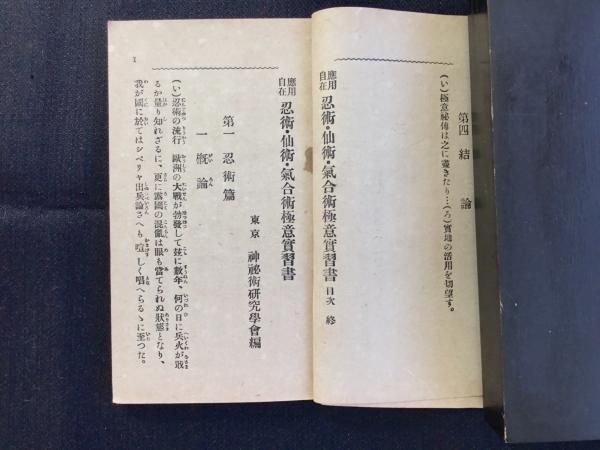 第四　結論
(い)極意祕傳は之に盡きたり…(ろ)實地の活用を切望す。
應用自在　忍術・仙術・氣合術極意實習書　目次　終
應用自在　忍術・仙術・氣合術極意實習書
東京　神祕術研究學會編
第一　忍術篇
一　概論
(い)忍術の流行　歐洲の大戰が勃發して玆に數年、何の日に兵火が戢
るか量り知れざるに、更に露國の混亂は眼も當てられぬ狀態となり、
我が國に於てはシベリヤ出兵論さへも喧しく唱へらるゝに至つた。
1